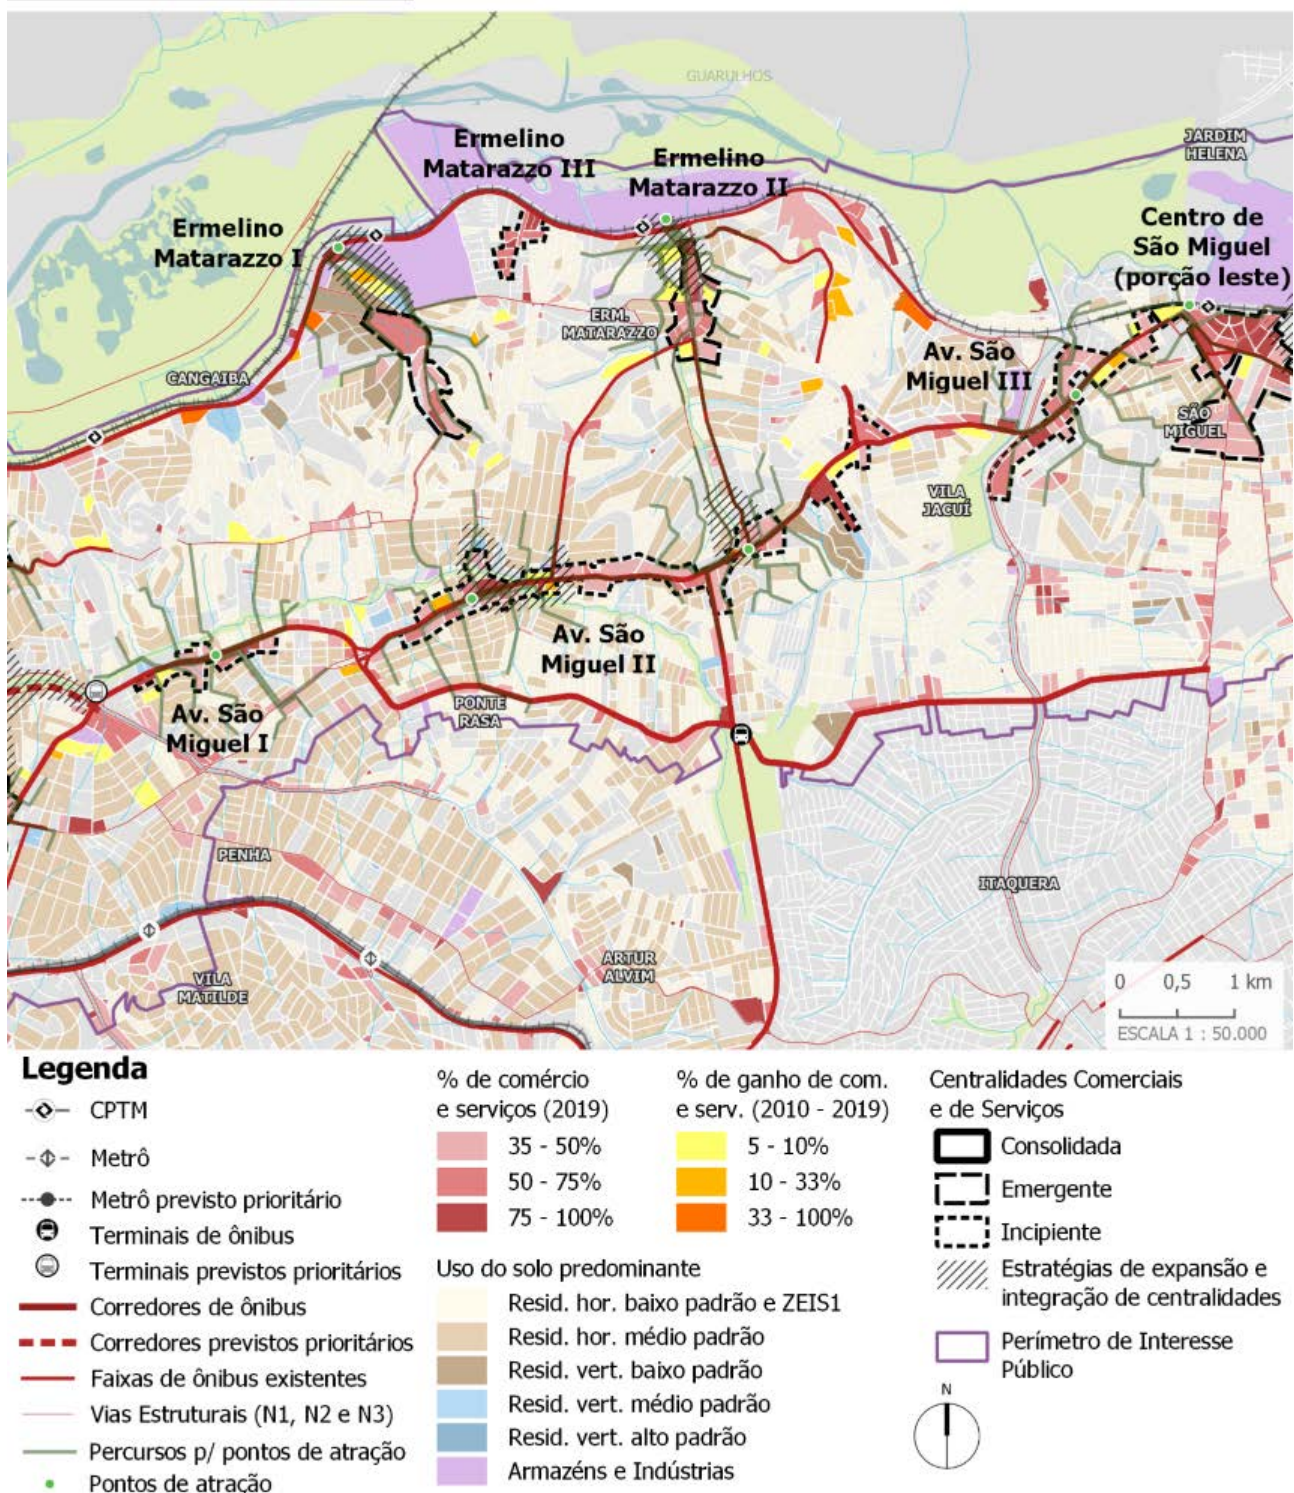 GUARULHOS
JARDIM
HELENA
Ermelino
Matarazzo III
Ermelino
Matarazzo II
Ermelino
Matarazzo I
Centro de
São Miguel
(porção leste)
ERM.
MATARAZZO
Av. São
Miguel III
CANGAIBA
SÃO
MIGUEL
VILA
JACUÍ
Av. São
Miguel II
PONTE
RASA
Av. São
Miguel I
PENHA
ITAQUERA
VILA
MATILDE
ARTUR
ALVIM
0 0,5 1 km
ESCALA 1 : 50.000
Legenda
CPTM
Metrô
Metrô previsto prioritário
Terminais de ônibus
Terminais previstos prioritários
Corredores de ônibus
Corredores previstos prioritários
Faixas de ônibus existentes
Vias Estruturais (N1, N2 e N3)
Percursos p/ pontos de atração
Pontos de atração
% de comércio
e serviços (2019)
35 - 50%
50 - 75%
75 - 100%
% de ganho de com.
e serv. (2010 - 2019)
5 - 10%
10 - 33%
33 - 100%
Uso do solo predominante
Resid. hor. baixo padrão e ZEIS1
Resid. hor. médio padrão
Resid. vert. baixo padrão
Resid. vert. médio padrão
Resid. vert. alto padrão
Armazéns e Indústrias
Centralidades Comerciais
e de Serviços
Consolidada
Emergente
Incipiente
Estratégias de expansão e
integração de centralidades
Perímetro de Interesse
Público
N